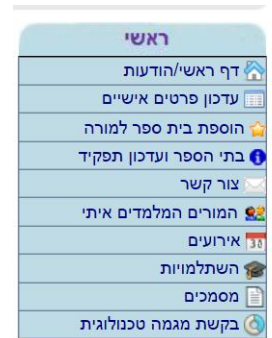 ראשי
דף ראשי/הודעות
עדכון פרטים אישיים
הוספת בית ספר למורה
בתי הספר ועדכון תפקיד
צור קשר
המורים המלמדים איתי
אירועים
השתלמויות
מסמכים
בקשת מגמה טכנולוגית